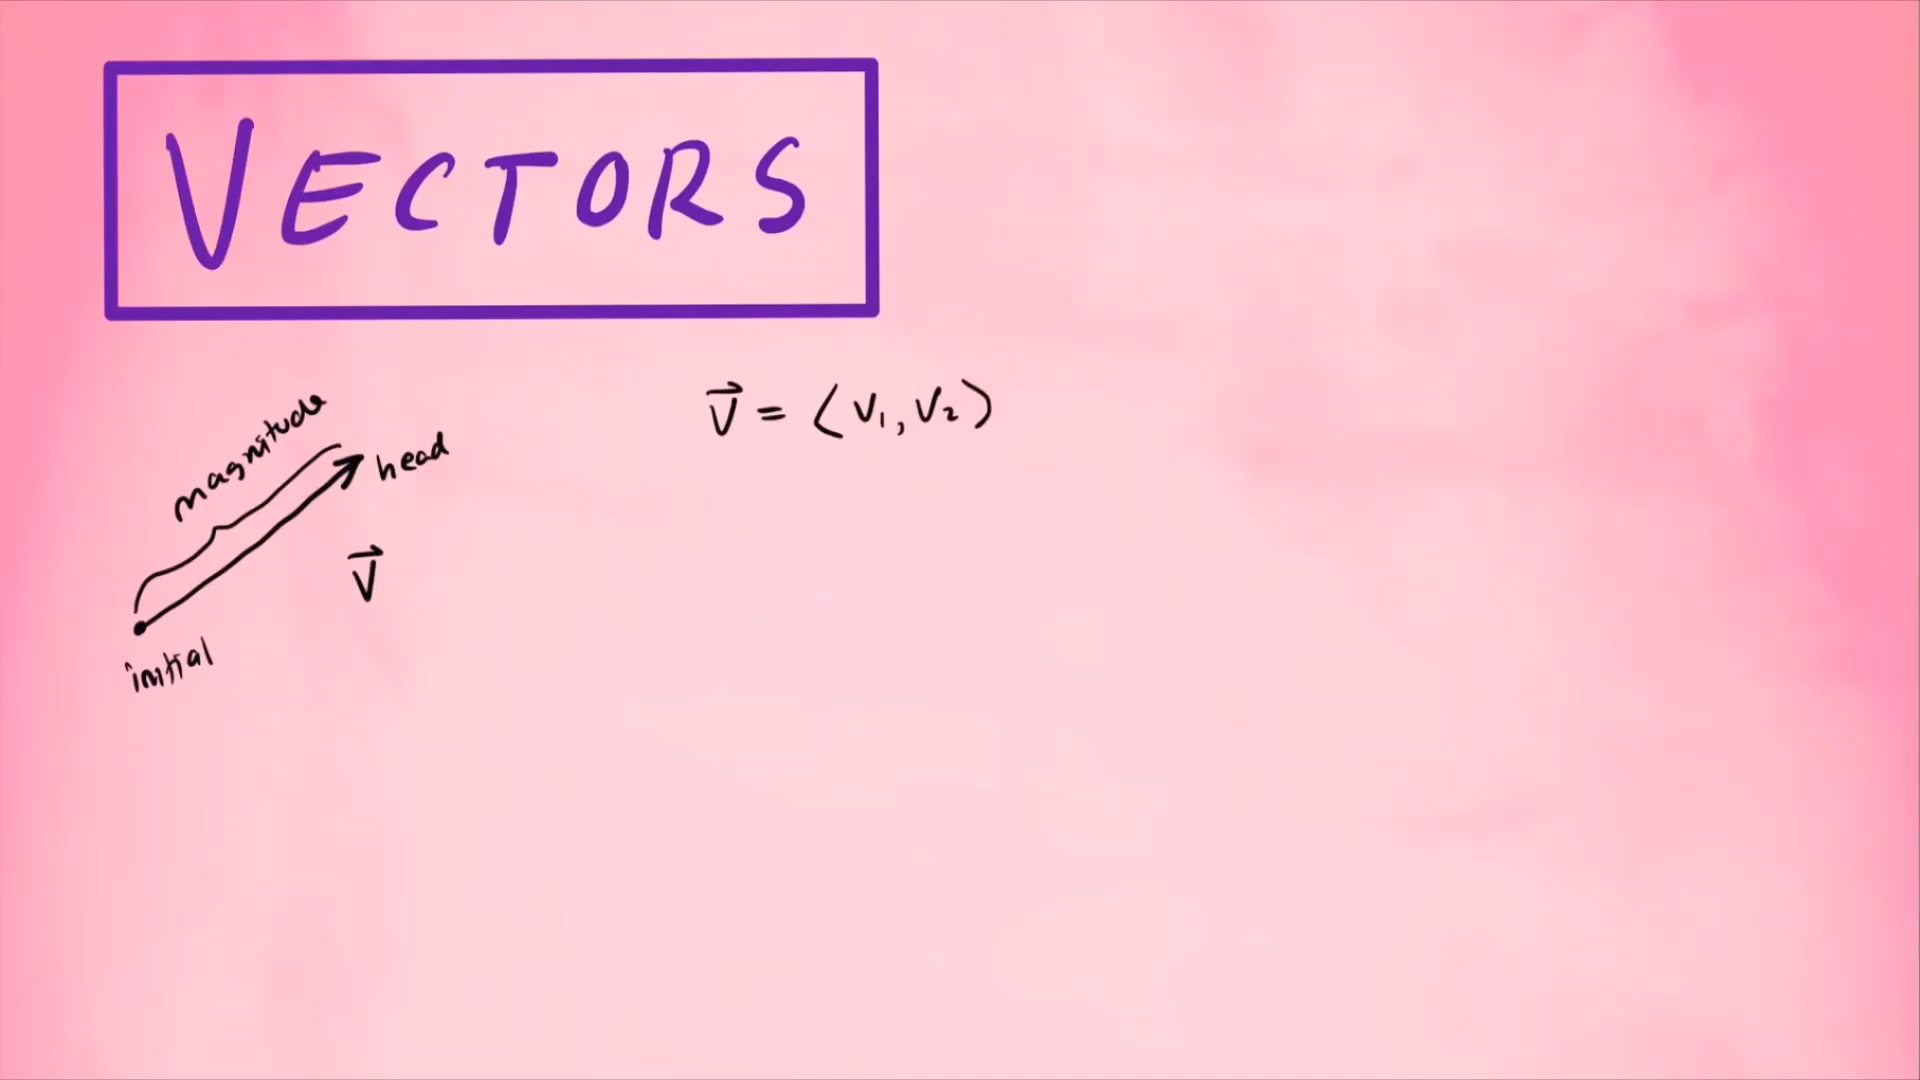 VECTORS
magnitude
head
v⃗ = ⟨v₁, v₂⟩
v⃗
initial